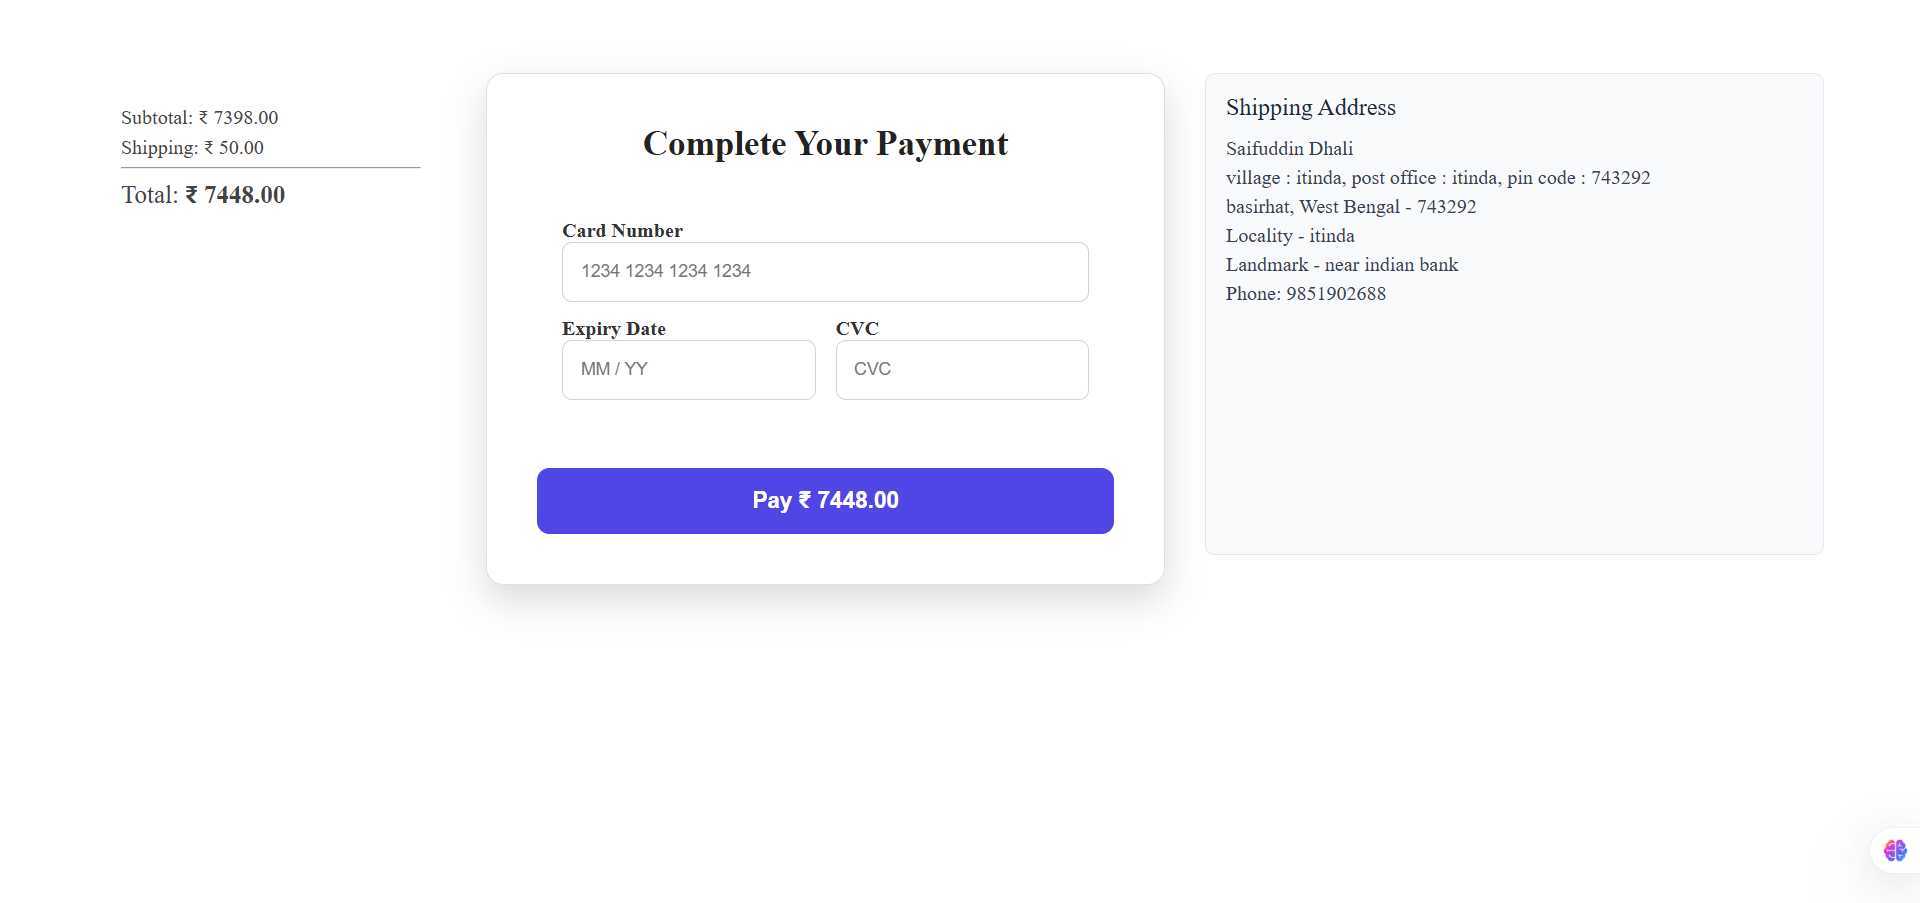 Subtotal: ₹ 7398.00
Shipping: ₹ 50.00
Total: ₹ 7448.00
Complete Your Payment
Card Number
1234 1234 1234 1234
Expiry Date
CVC
MM / YY
CVC
Pay ₹ 7448.00
Shipping Address
Saifuddin Dhali
village : itinda, post office : itinda, pin code : 743292
basirhat, West Bengal - 743292
Locality - itinda
Landmark - near indian bank
Phone: 9851902688